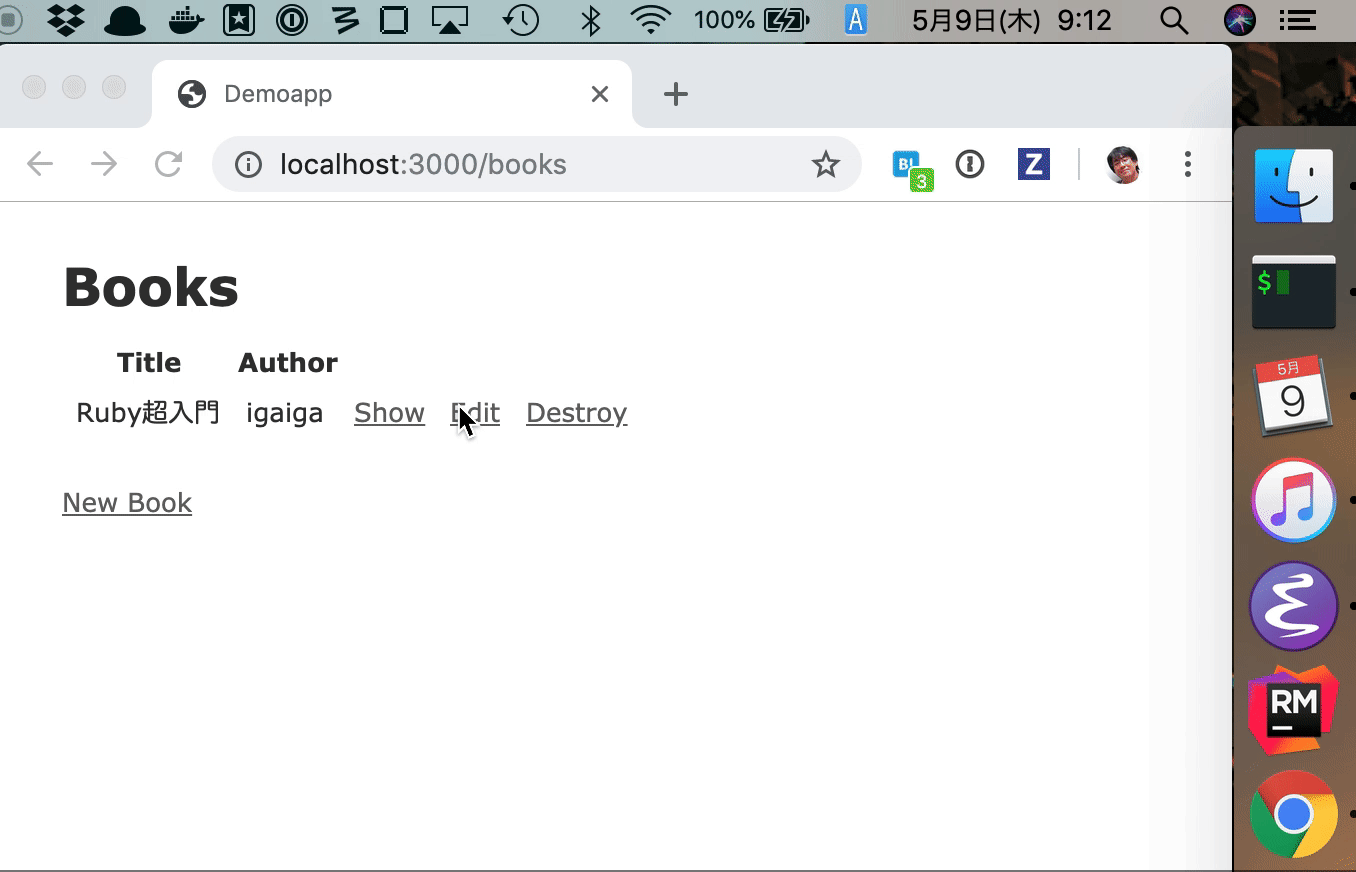 100% A 5月9日(木) 9:12
Demoapp
localhost:3000/books
B! 3 Z
Books
Title Author
Ruby超入門 igaiga Show Edit Destroy
New Book
$
5月
9
RM